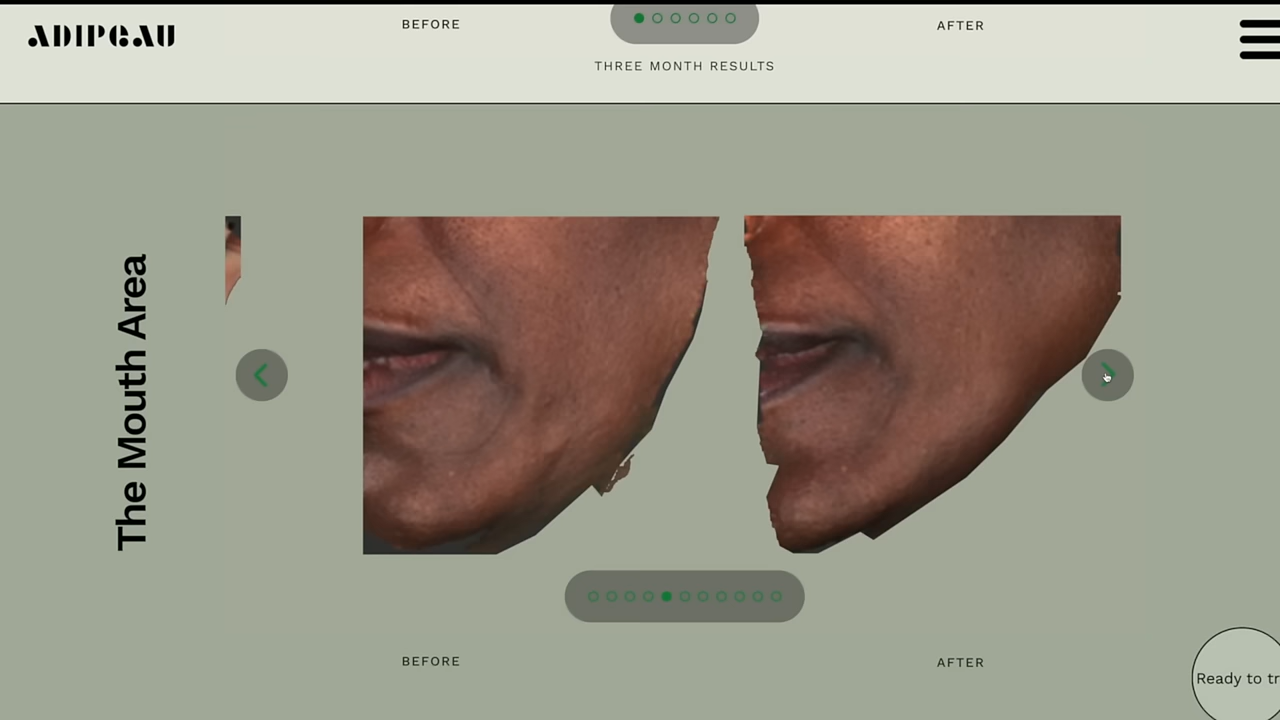 ADIPEAU
BEFORE
AFTER
THREE MONTH RESULTS
The Mouth Area
BEFORE
AFTER
Ready to tr